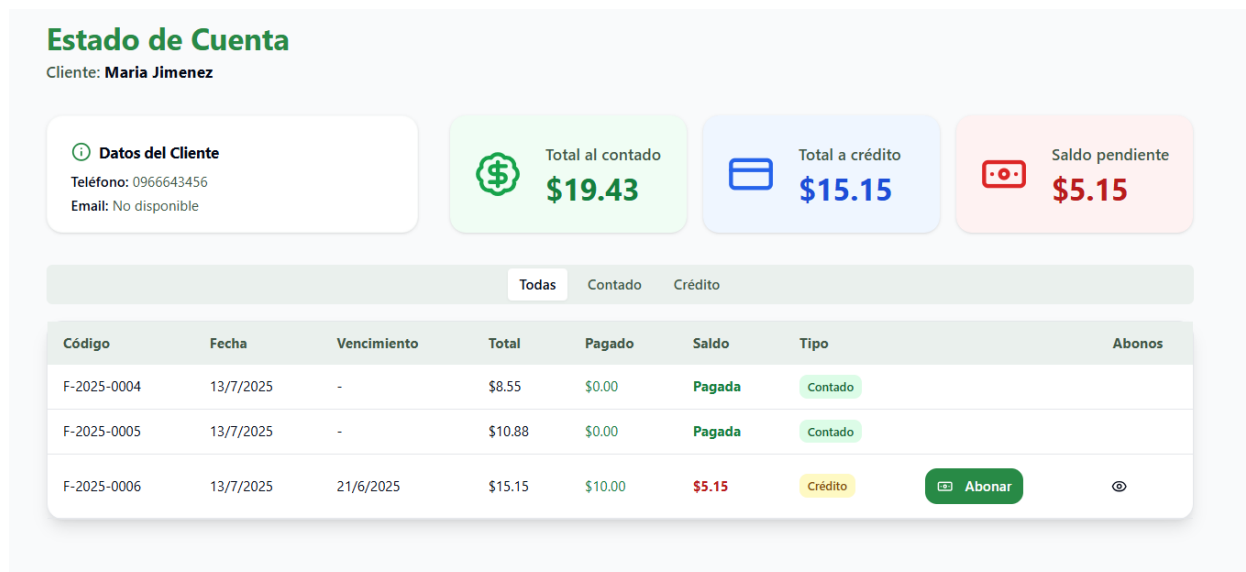 Estado de Cuenta
Cliente: Maria Jimenez
Datos del Cliente
Teléfono: 0966643456
Email: No disponible
Total al contado
$19.43
Total a crédito
$15.15
Saldo pendiente
$5.15
Todas Contado Crédito
Código Fecha Vencimiento Total Pagado Saldo Tipo Abonos
F-2025-0004 13/7/2025 - $8.55 $0.00 Pagada Contado
F-2025-0005 13/7/2025 - $10.88 $0.00 Pagada Contado
F-2025-0006 13/7/2025 21/6/2025 $15.15 $10.00 $5.15 Crédito Abonar